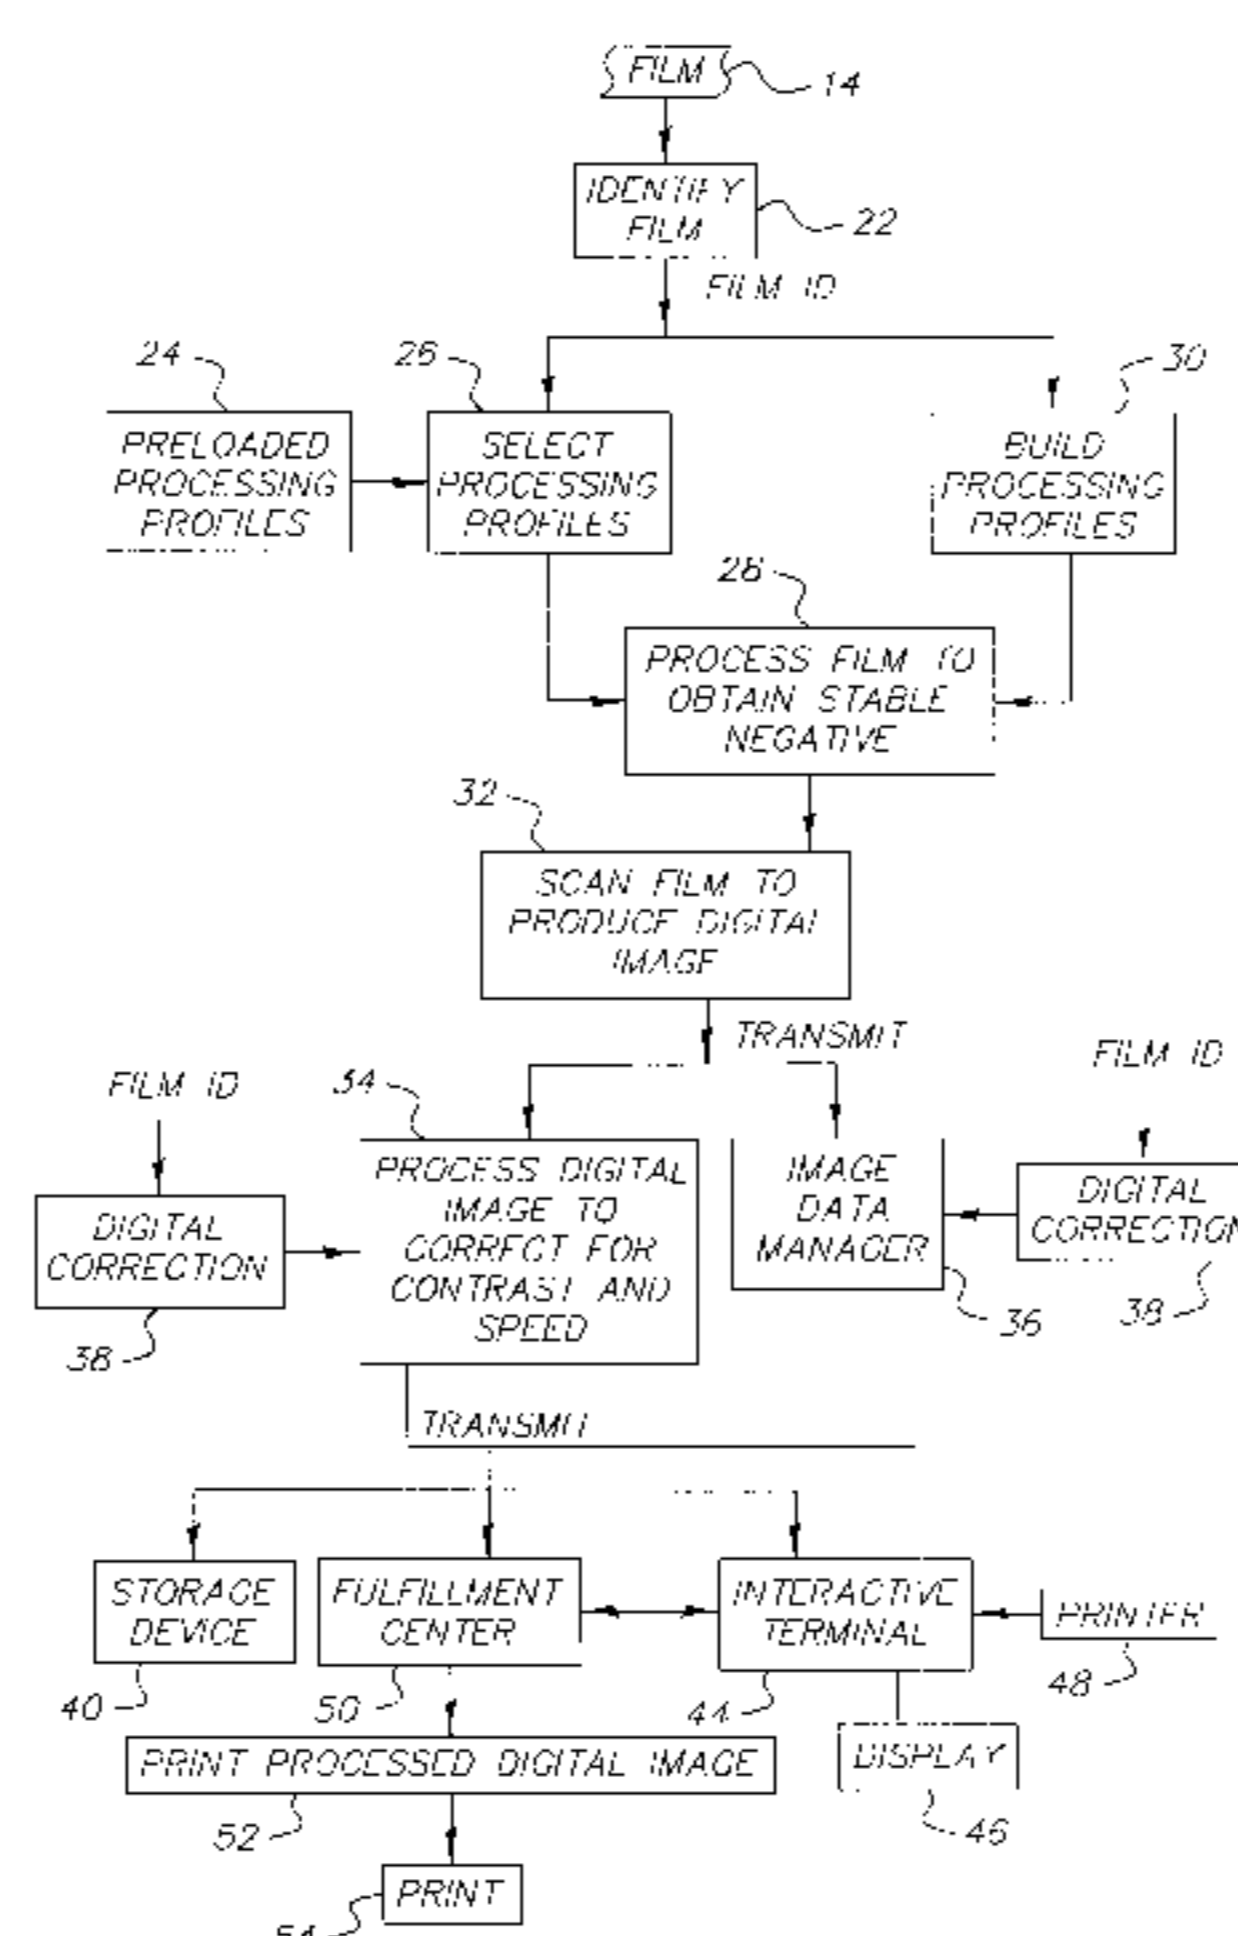 FILM
14
IDENTIFY
FILM
22
FILM ID
24
26
30
PRELOADED
PROCESSING
PROFILES
SELECT
PROCESSING
PROFILES
BUILD
PROCESSING
PROFILES
28
PROCESS FILM TO
OBTAIN STABLE
NEGATIVE
32
SCAN FILM TO
PRODUCE DIGITAL
IMAGE
TRANSMIT
FILM ID
FILM ID
34
PROCESS DIGITAL
IMAGE TO
CORRECT FOR
CONTRAST AND
SPEED
IMAGE
DATA
MANAGER
DIGITAL
CORRECTION
DIGITAL
CORRECTION
38
36
38
TRANSMIT
STORAGE
DEVICE
FULFILLMENT
CENTER
INTERACTIVE
TERMINAL
PRINTER
40
50
44
48
PRINT PROCESSED DIGITAL IMAGE
DISPLAY
52
46
PRINT
54